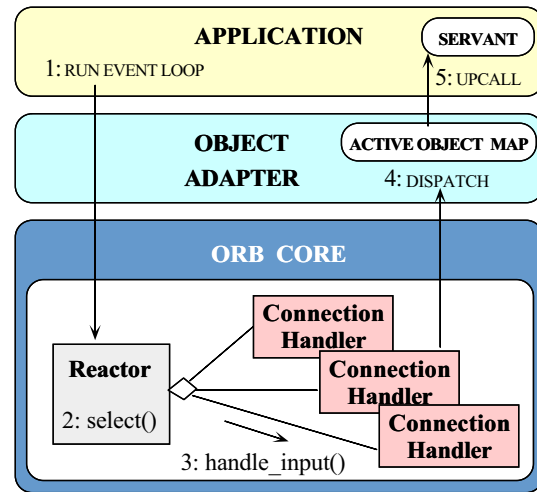 APPLICATION
SERVANT
1: RUN EVENT LOOP
5: UPCALL
OBJECT
ADAPTER
ACTIVE OBJECT MAP
4: DISPATCH
ORB CORE
Connection
Handler
Reactor
2: select()
Connection
Handler
Connection
Handler
3: handle_input()